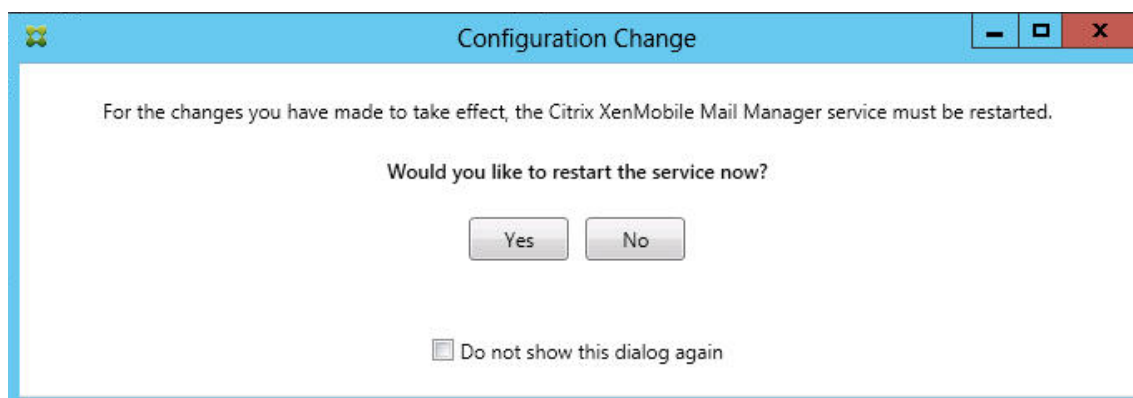 Configuration Change
For the changes you have made to take effect, the Citrix XenMobile Mail Manager service must be restarted.
Would you like to restart the service now?
Yes No
Do not show this dialog again